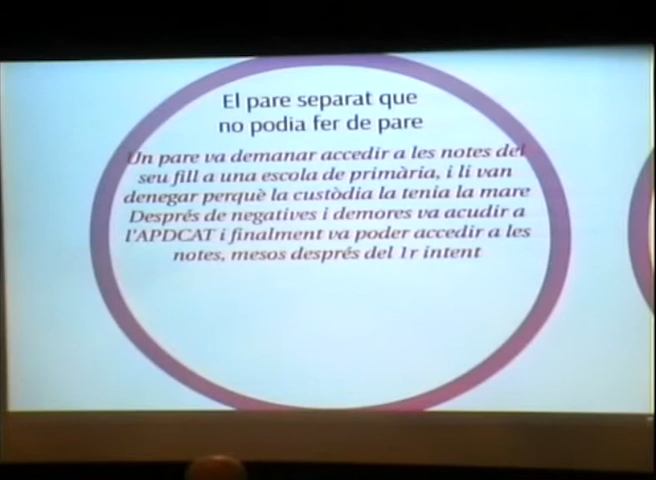 El pare separat que
no podia fer de pare
Un pare va demanar accedir a les notes del
seu fill a una escola de primària, i li van
denegar perquè la custòdia la tenia la mare
Després de negatives i demores va acudir a
l'APDCAT i finalment va poder accedir a les
notes, mesos després del 1r intent